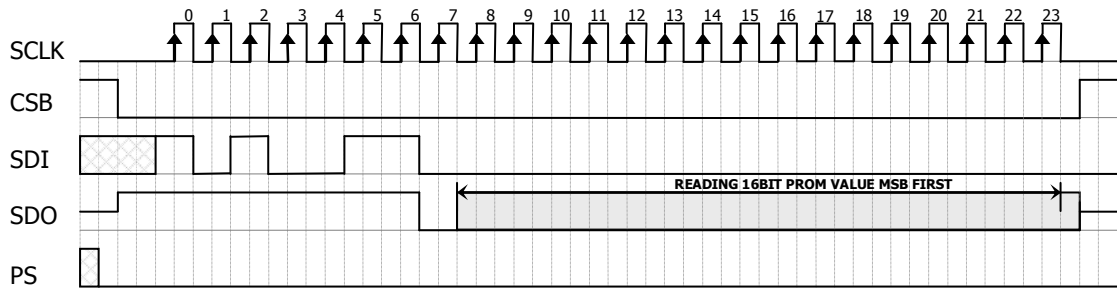 0 1 2 3 4 5 6 7 8 9 10 11 12 13 14 15 16 17 18 19 20 21 22 23
SCLK
CSB
SDI
READING 16BIT PROM VALUE MSB FIRST
SDO
PS